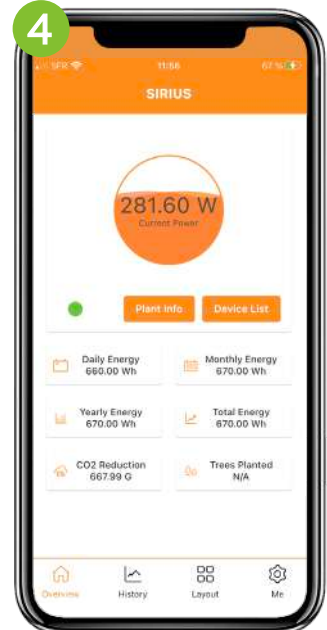 4
SFR 11:56 67 %
SIRIUS
281.60 W
Current Power
Plant Info Device List
Daily Energy
660.00 Wh
Monthly Energy
670.00 Wh
Yearly Energy
670.00 Wh
Total Energy
670.00 Wh
CO2 Reduction
667.99 G
Trees Planted
N/A
Overview History Layout Me